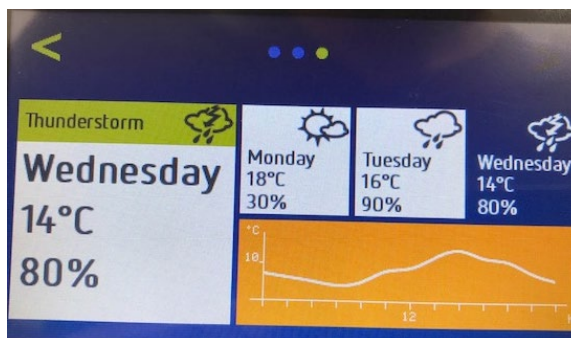 <
Thunderstorm
Wednesday
14°C
80%
Monday
18°C
30%
Tuesday
16°C
90%
Wednesday
14°C
80%
°C
10
12